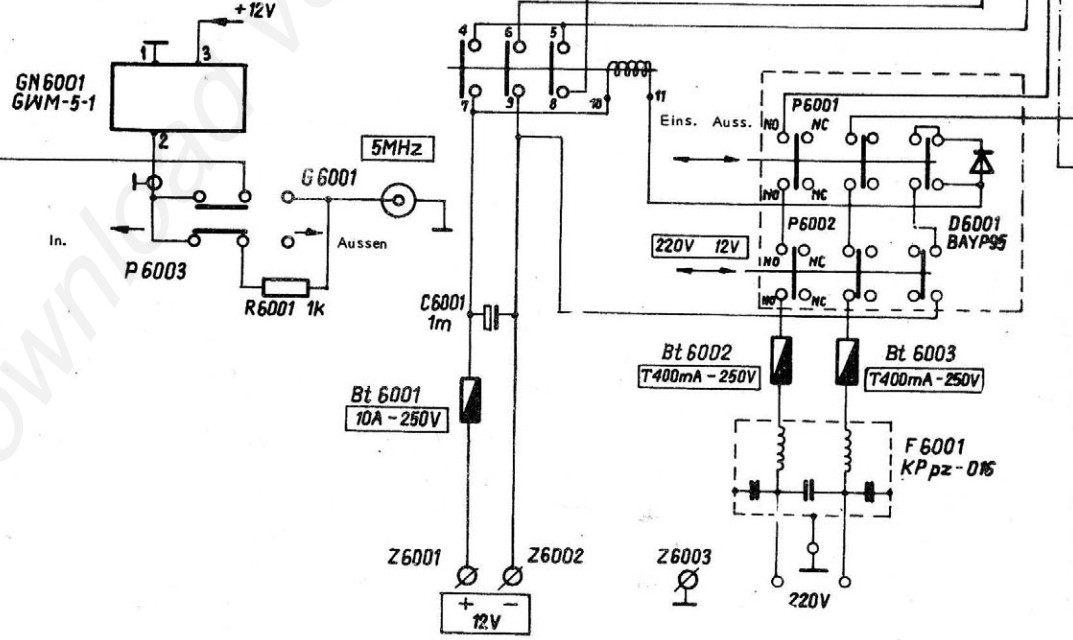 +12V
1
3
GN6001
GWM-5-1
2
4
6
5
7
9
8
10
11
5MHz
G6001
In.
Aussen
P6003
R6001 1k
Eins. Auss.
P6001
NO
NC
NO
NC
P6002
220V 12V
NO
NC
NO
NC
D6001
BAYP95
C6001
1m
Bt 6001
10A-250V
Bt 6002
T400mA-250V
Bt 6003
T400mA-250V
F6001
KPpz-016
Z6001
Z6002
+ -
12V
Z6003
220V